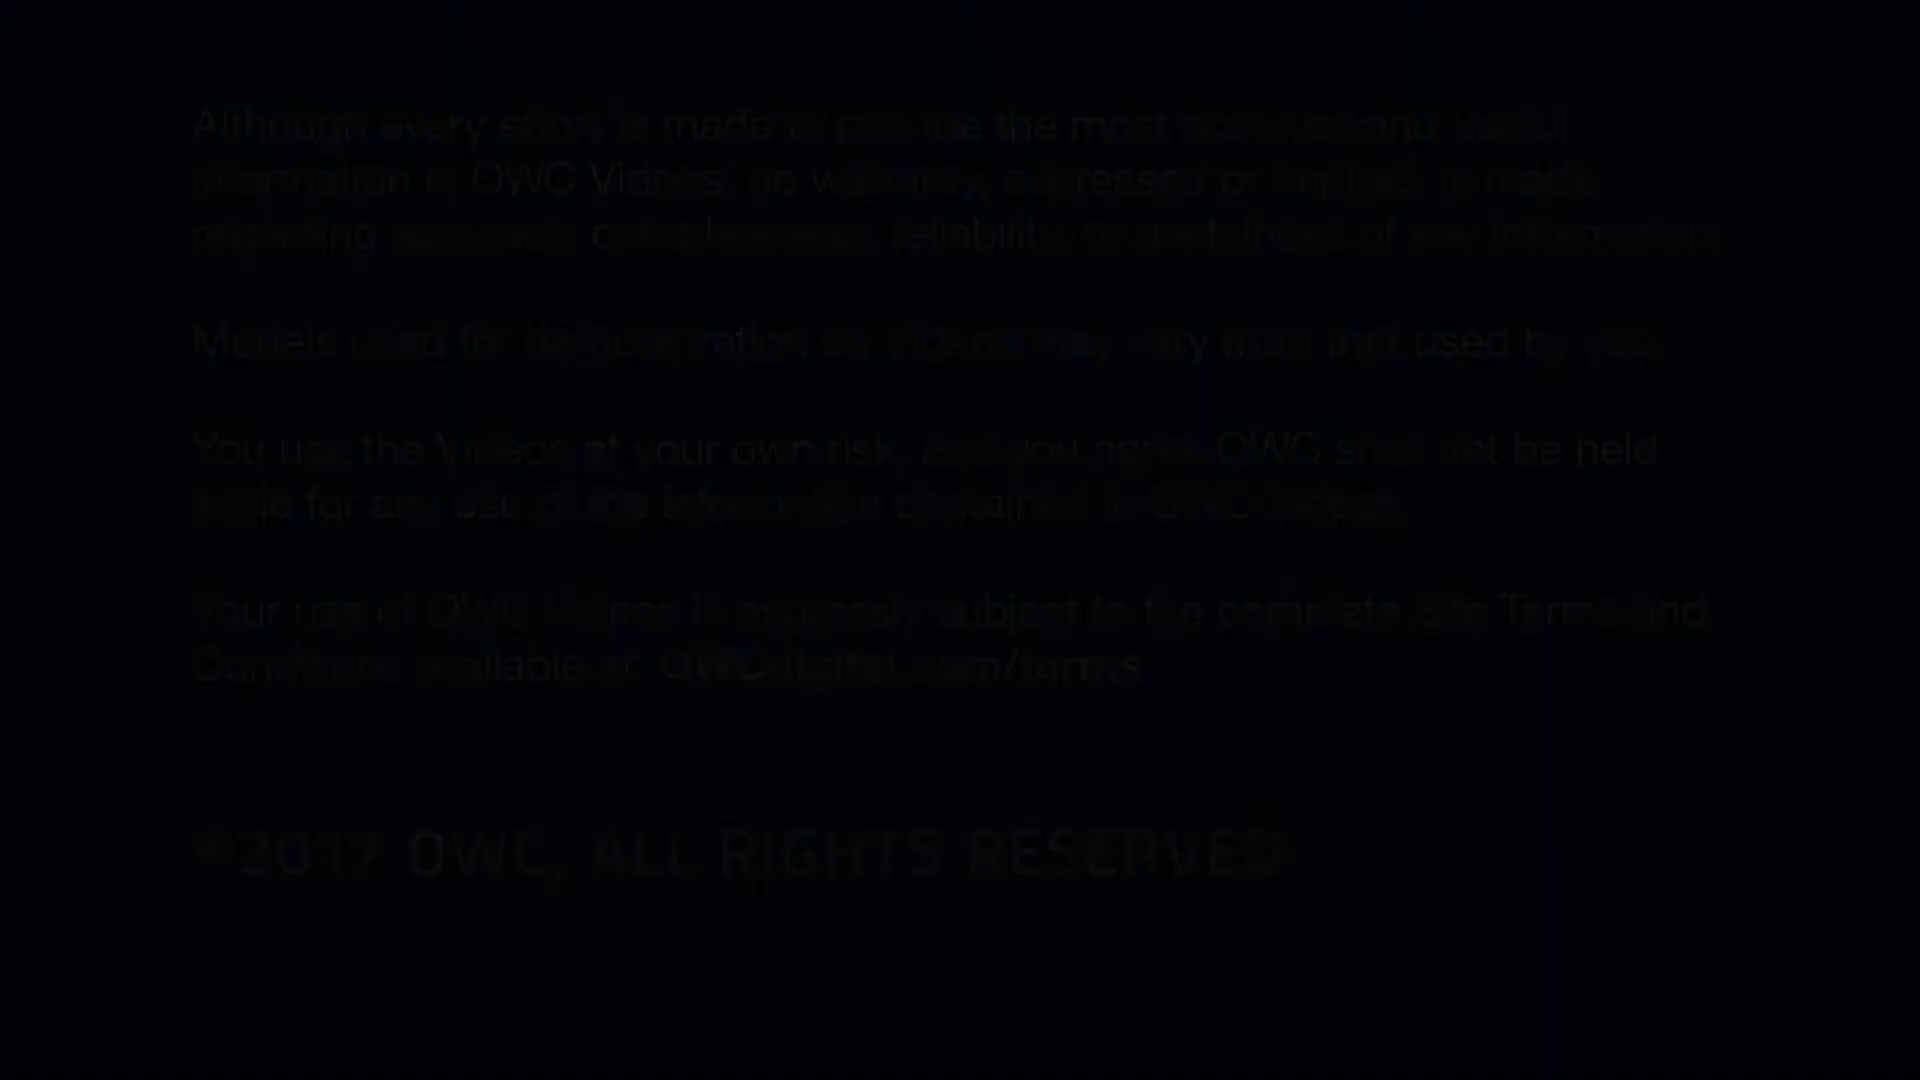 Although every effort is made to provide the most accurate and useful
information in OWC Videos, no warranty, expressed or implied, is made
regarding accuracy, completeness, reliability, or usefulness of any information.
Models used for demonstration in Videos may vary from that used by you.
You use the Videos at your own risk, and you agree OWC shall not be held
liable for any use of the information contained in OWC Videos.
Your use of OWC Videos is expressly subject to the complete Site Terms and
Conditions available at OWCdigital.com/terms
©2017 OWC, ALL RIGHTS RESERVED